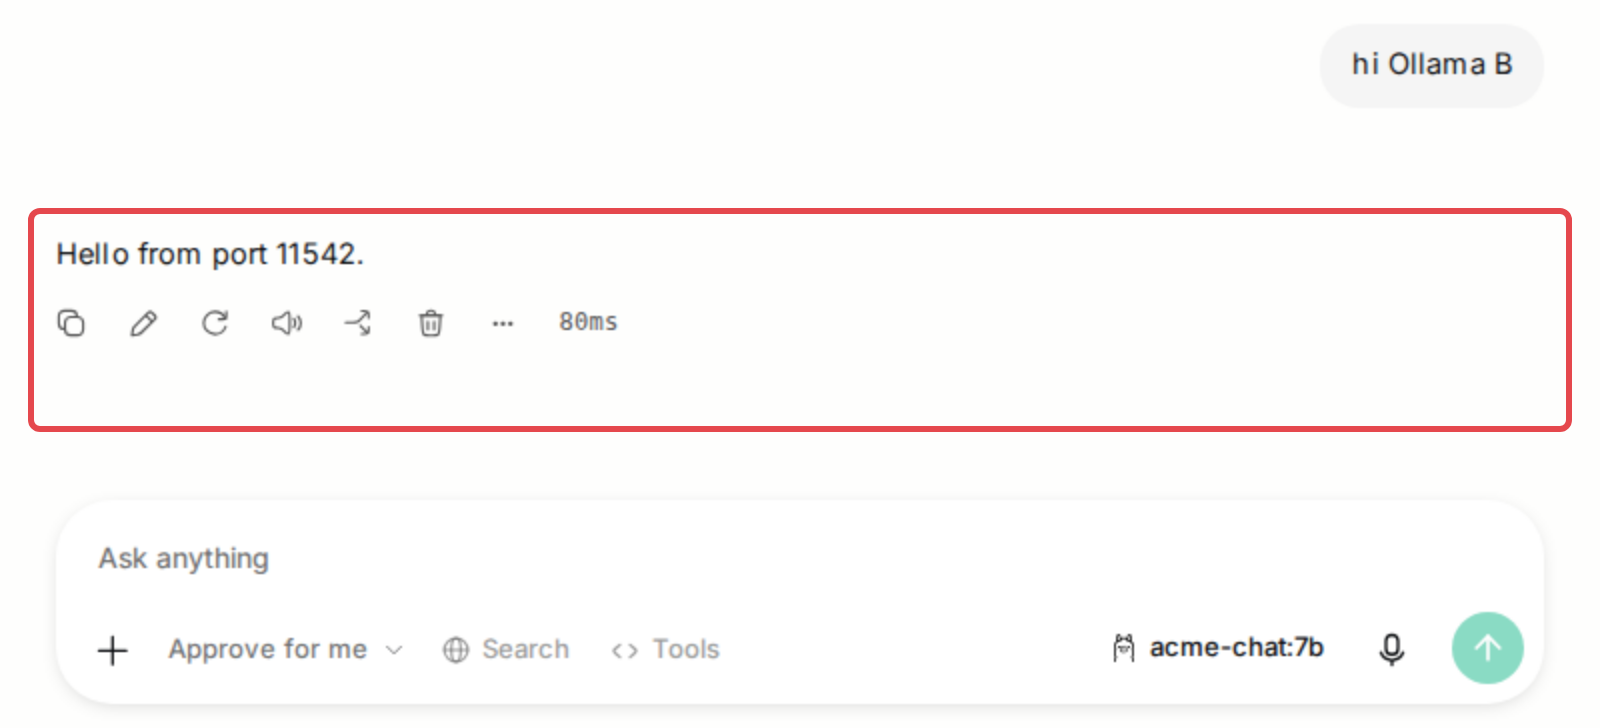 hi Ollama B
Hello from port 11542.
80ms
Ask anything
Approve for me
Search
Tools
acme-chat:7b